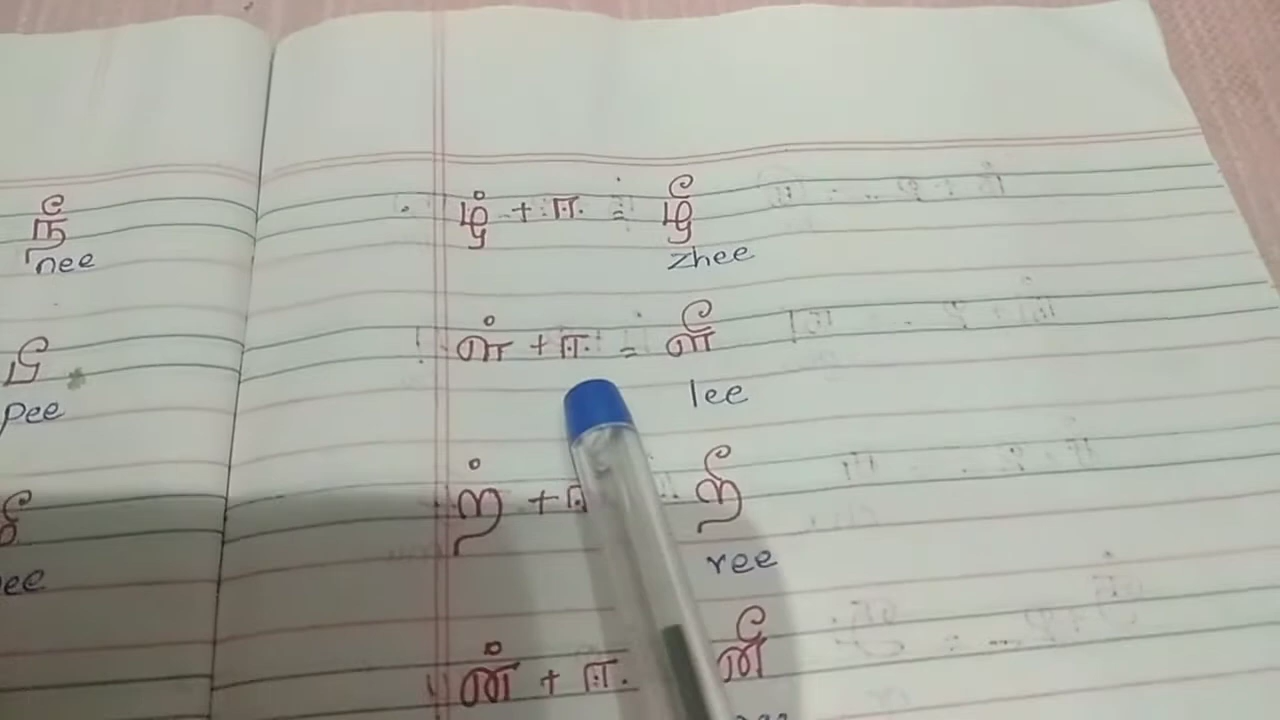 நீ
nee
பீ
pee
ee
ழ் + ஈ = ழீ
zhee
ள் + ஈ = ளீ
lee
ற் + ஈ றீ
ree
ன் + ஈ னீ